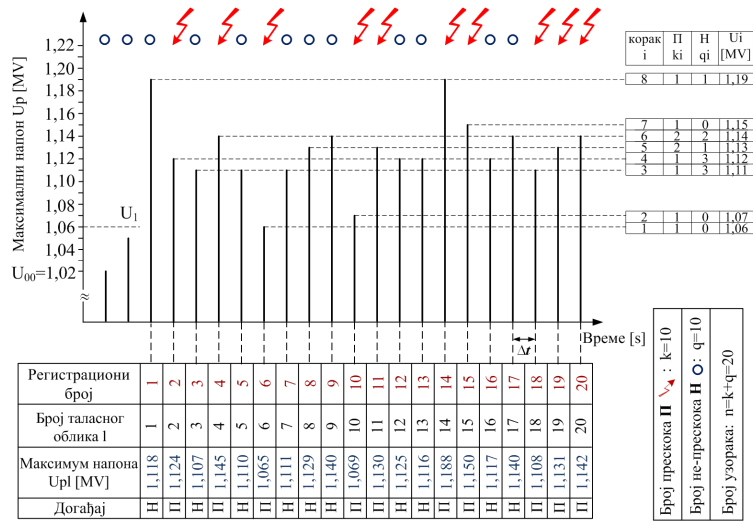 Максимални напон Up [MV]
1,22
1,20
1,19
1,18
1,16
1,14
1,12
1,10
1,08
1,06
1,04
U₀₀=1,02
U₁
Време [s]
Δt
корак i П ki Н qi Ui [MV]
8 1 1 1,19
7 1 0 1,15
6 2 2 1,14
5 2 1 1,13
4 1 3 1,12
3 1 3 1,11
2 1 0 1,07
1 1 0 1,06
Регистрациони број 1 2 3 4 5 6 7 8 9 10 11 12 13 14 15 16 17 18 19 20
Број таласног облика l 1 2 3 4 5 6 7 8 9 10 11 12 13 14 15 16 17 18 19 20
Максимум напона Upl [MV] 1,118 1,124 1,107 1,145 1,110 1,065 1,111 1,129 1,140 1,069 1,130 1,125 1,116 1,188 1,150 1,117 1,140 1,108 1,131 1,142
Догађај Н П Н П Н П Н Н Н П П Н Н П П Н Н П П П
Број прескока П : k=10
Број не-прескока Н : q=10
Број узорака: n=k+q=20